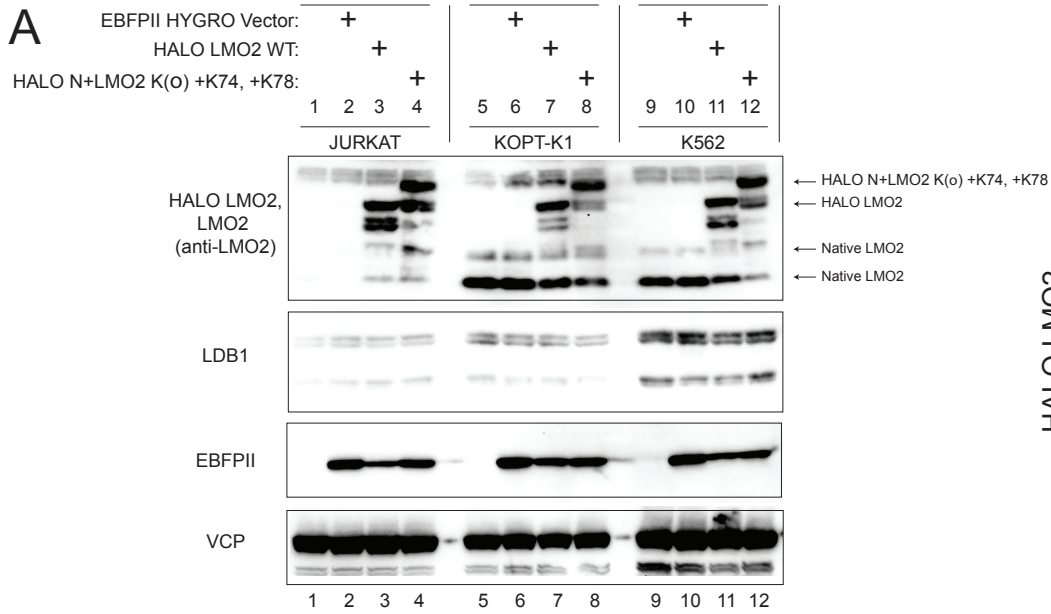 A
EBFPII HYGRO Vector: + + +
HALO LMO2 WT: + + +
HALO N+LMO2 K(o) +K74, +K78: + + +
1 2 3 4 5 6 7 8 9 10 11 12
JURKAT KOPT-K1 K562
HALO LMO2,
LMO2
(anti-LMO2)
← HALO N+LMO2 K(o) +K74, +K78
← HALO LMO2
← Native LMO2
← Native LMO2
LDB1
EBFPII
VCP
1 2 3 4 5 6 7 8 9 10 11 12